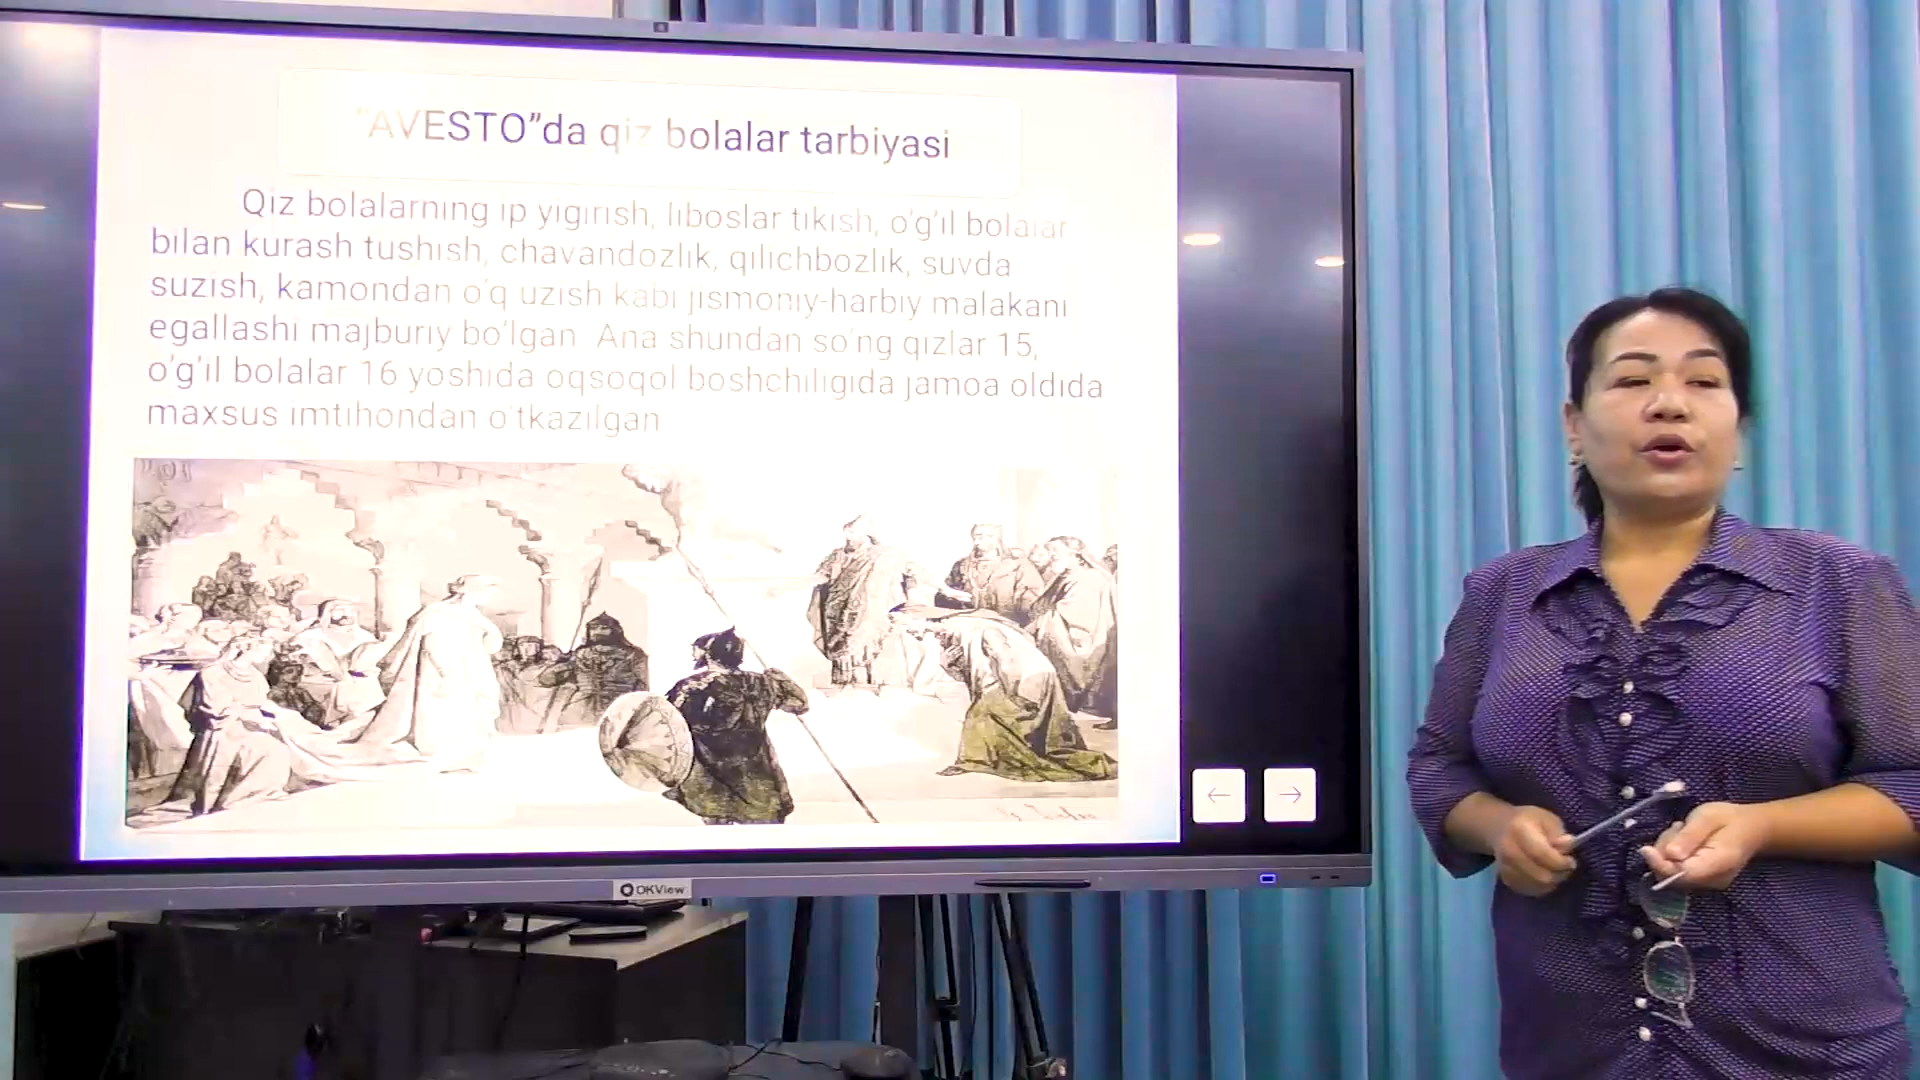 "AVESTO"da qiz bolalar tarbiyasi
Qiz bolalarning ip yigirish, liboslar tikish, o'g'il bolalar
bilan kurash tushish, chavandozlik, qilichbozlik, suvda
suzish, kamondan o'q uzish kabi jismoniy-harbiy malakani
egallashi majburiy bo'lgan. Ana shundan so'ng qizlar 15,
o'g'il bolalar 16 yoshida oqsoqol boshchiligida jamoa oldida
maxsus imtihondan o'tkazilgan
OKView